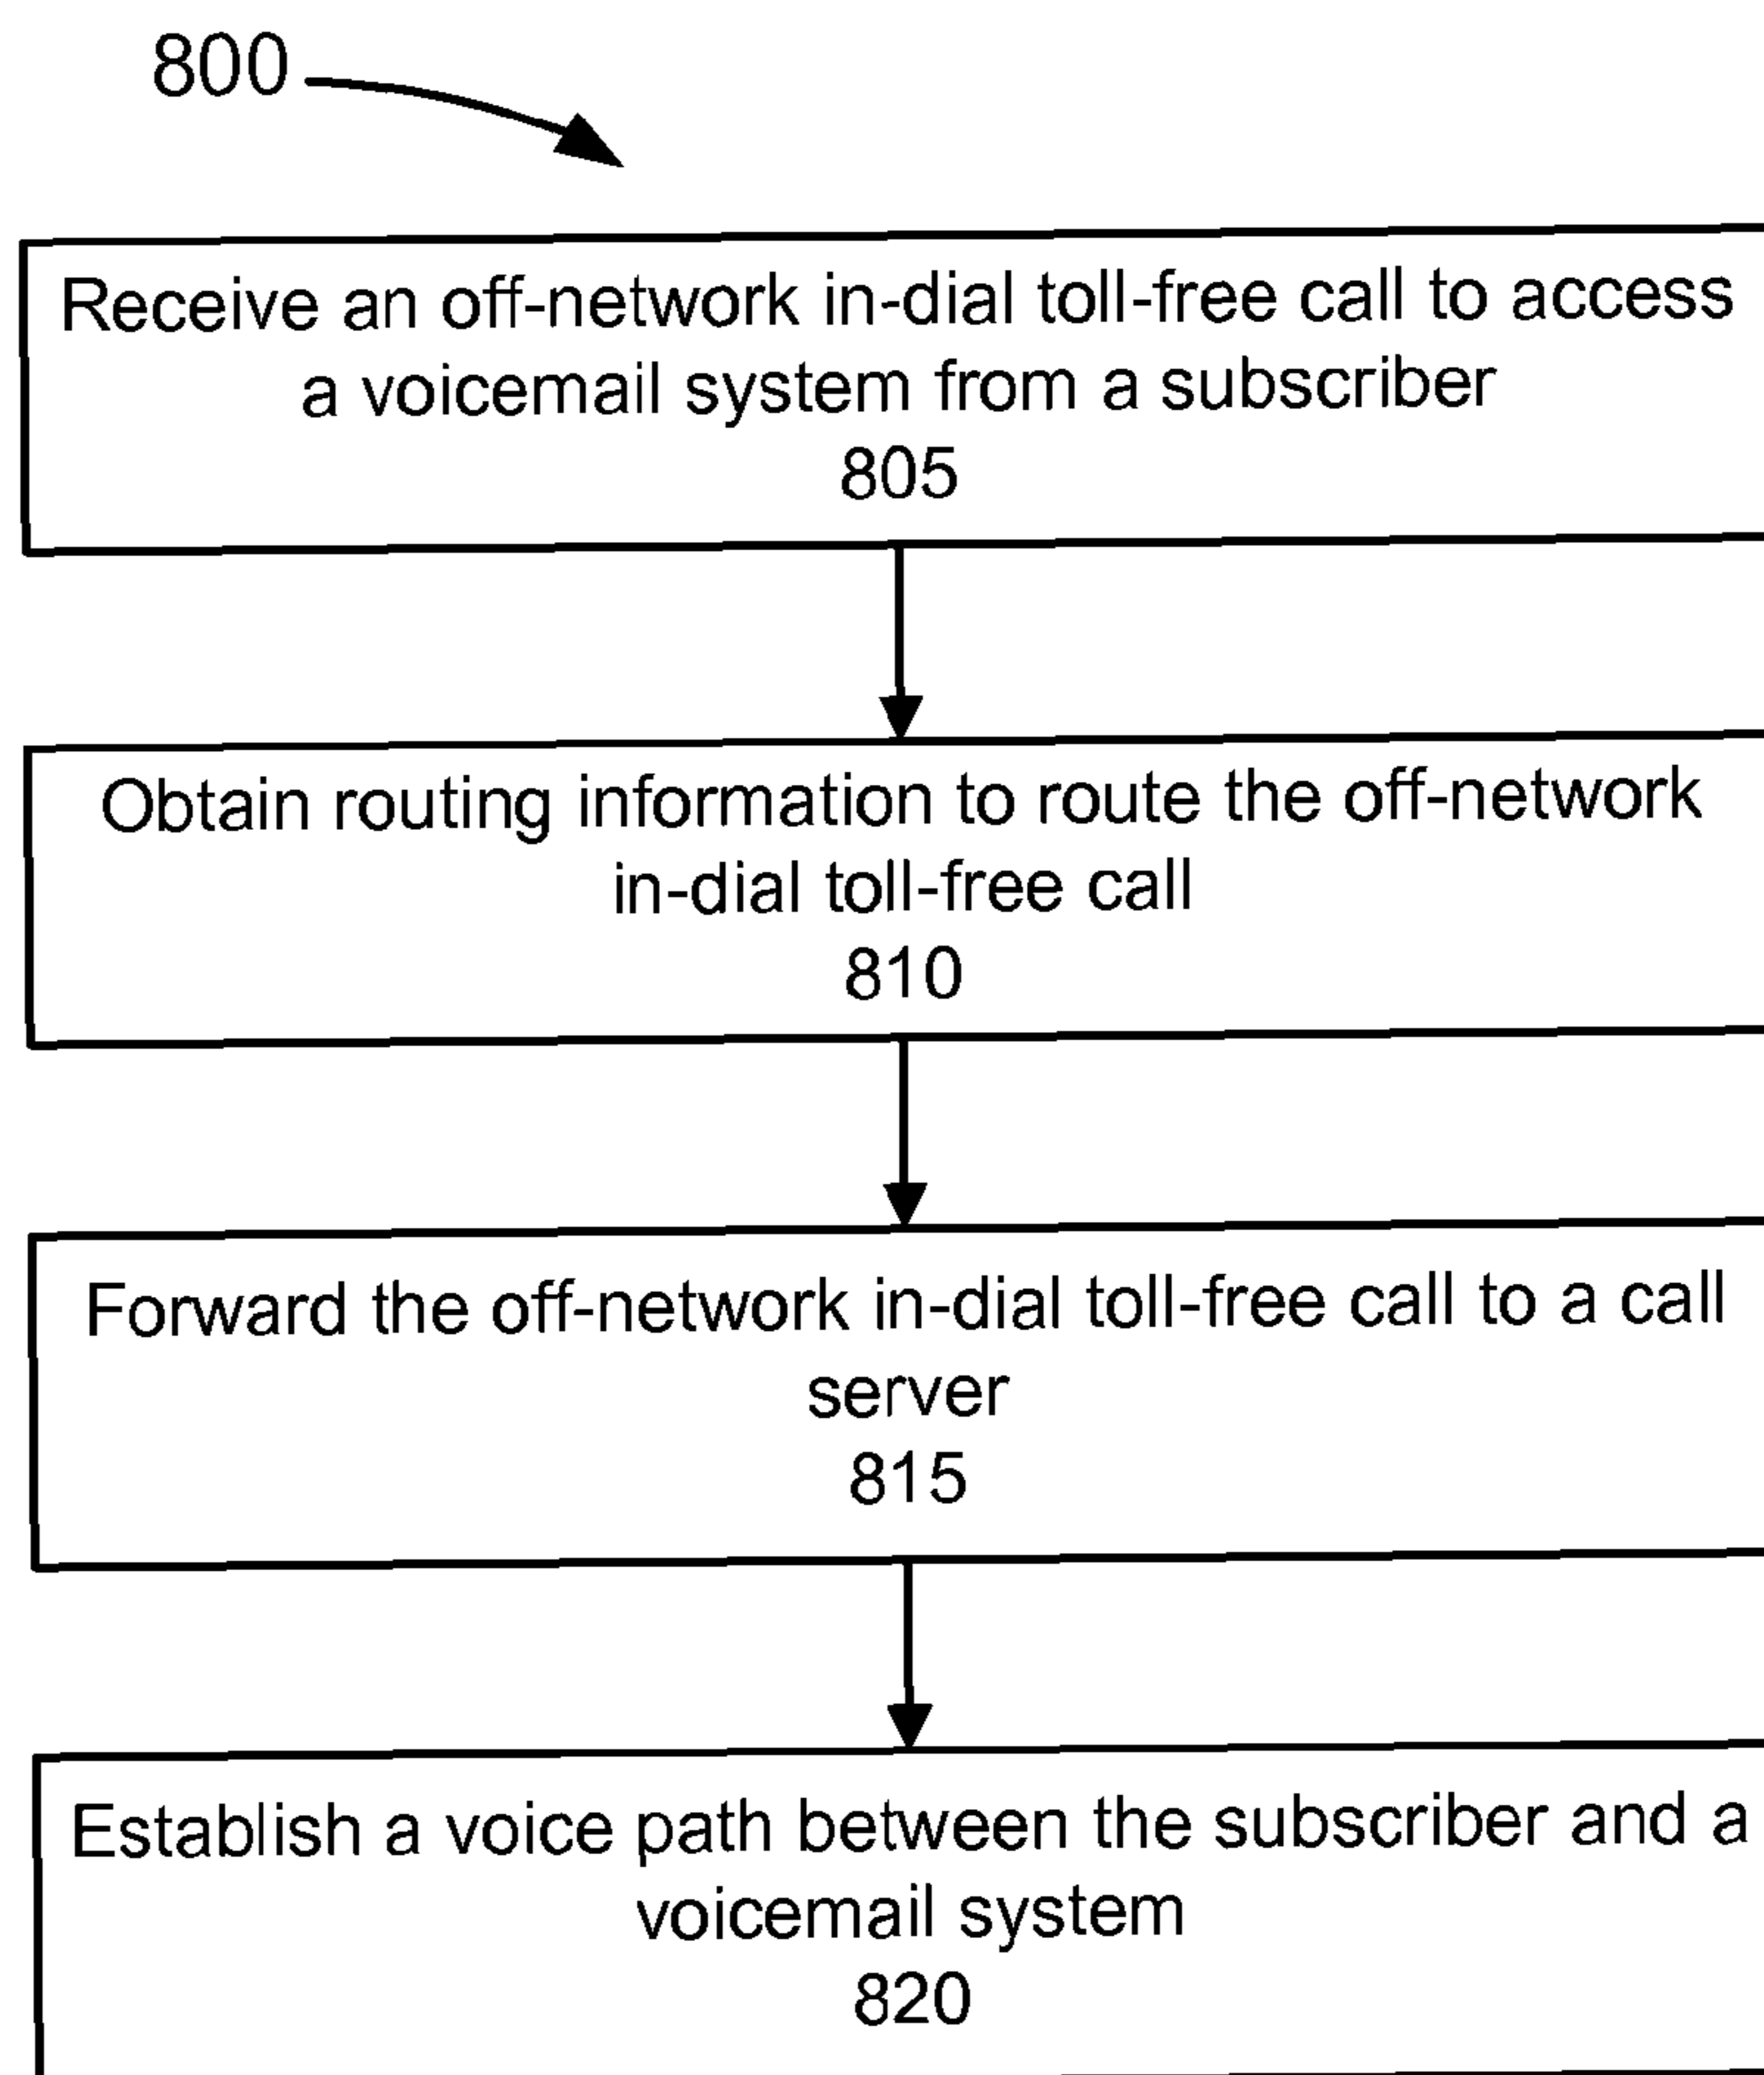 800
Receive an off-network in-dial toll-free call to access
a voicemail system from a subscriber
805
Obtain routing information to route the off-network
in-dial toll-free call
810
Forward the off-network in-dial toll-free call to a call
server
815
Establish a voice path between the subscriber and a
voicemail system
820